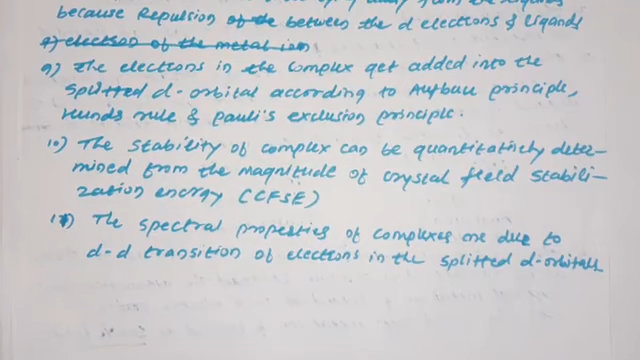 because Repulsion of the between the d elections & ligands
9) election of the metal ion
9) The electrons in the complex get added into the
splitted d-orbital according to Aufbau principle,
Hunds rule & pauli's exclusion principle.
10) The stability of complex can be quantitatively deter-
mined from the magnitude of crystal field stabili-
zation energy (CFSE)
11) The spectral properties of complexes are due to
d-d transition of electrons in the splitted d-orbitals